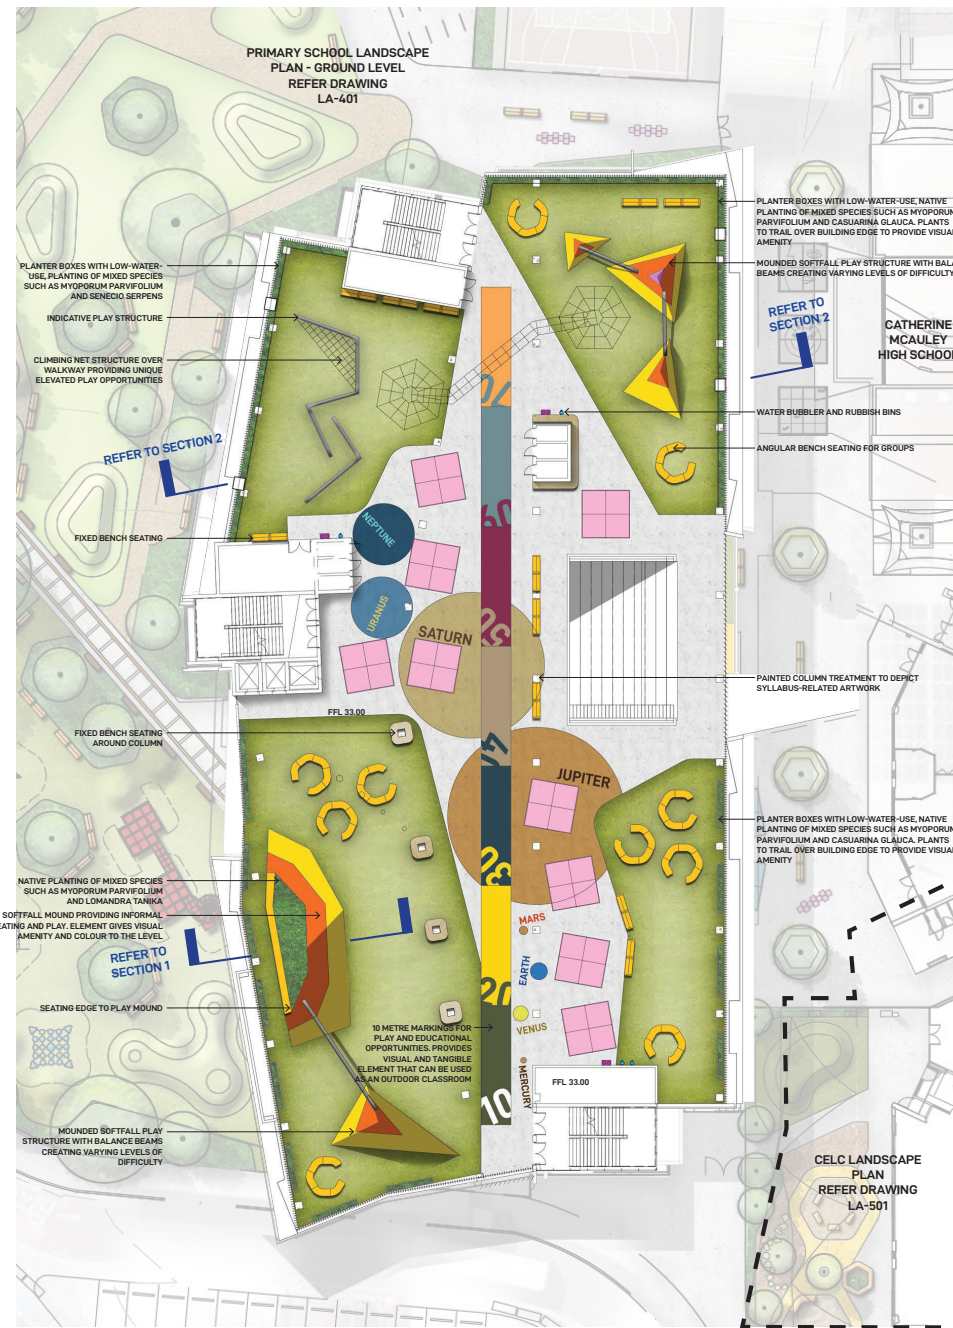 PRIMARY SCHOOL LANDSCAPE
PLAN - GROUND LEVEL
REFER DRAWING
LA-401
PLANTER BOXES WITH LOW-WATER-USE, NATIVE
PLANTING OF MIXED SPECIES SUCH AS MYOPORUM
PARVIFOLIUM AND CASUARINA GLAUCA. PLANTS
TO TRAIL OVER BUILDING EDGE TO PROVIDE VISUAL
AMENITY
MOUNDED SOFTFALL PLAY STRUCTURE WITH BALA
BEAMS CREATING VARYING LEVELS OF DIFFICULTY
REFER TO
SECTION 2
CATHERINE
MCAULEY
HIGH SCHOOL
WATER BUBBLER AND RUBBISH BINS
ANGULAR BENCH SEATING FOR GROUPS
PLANTER BOXES WITH LOW-WATER-
USE, PLANTING OF MIXED SPECIES
SUCH AS MYOPORUM PARVIFOLIUM
AND SENECIO SERPENS
INDICATIVE PLAY STRUCTURE
CLIMBING NET STRUCTURE OVER
WALKWAY PROVIDING UNIQUE
ELEVATED PLAY OPPORTUNITIES
REFER TO SECTION 2
FIXED BENCH SEATING
70
60
50
40
30
20
10
NEPTUNE
URANUS
SATURN
JUPITER
MARS
EARTH
VENUS
MERCURY
PAINTED COLUMN TREATMENT TO DEPICT
SYLLABUS-RELATED ARTWORK
FFL 33.00
FIXED BENCH SEATING
AROUND COLUMN
PLANTER BOXES WITH LOW-WATER-USE, NATIVE
PLANTING OF MIXED SPECIES SUCH AS MYOPORUM
PARVIFOLIUM AND CASUARINA GLAUCA. PLANTS
TO TRAIL OVER BUILDING EDGE TO PROVIDE VISUAL
AMENITY
NATIVE PLANTING OF MIXED SPECIES
SUCH AS MYOPORUM PARVIFOLIUM
AND LOMANDRA TANIKA
SOFTFALL MOUND PROVIDING INFORMAL
EATING AND PLAY. ELEMENT GIVES VISUAL
AMENITY AND COLOUR TO THE LEVEL
REFER TO
SECTION 1
SEATING EDGE TO PLAY MOUND
10 METRE MARKINGS FOR
PLAY AND EDUCATIONAL
OPPORTUNITIES. PROVIDES
VISUAL AND TANGIBLE
ELEMENT THAT CAN BE USED
AS AN OUTDOOR CLASSROOM
FFL 33.00
MOUNDED SOFTFALL PLAY
STRUCTURE WITH BALANCE BEAMS
CREATING VARYING LEVELS OF
DIFFICULTY
CELC LANDSCAPE
PLAN
REFER DRAWING
LA-501